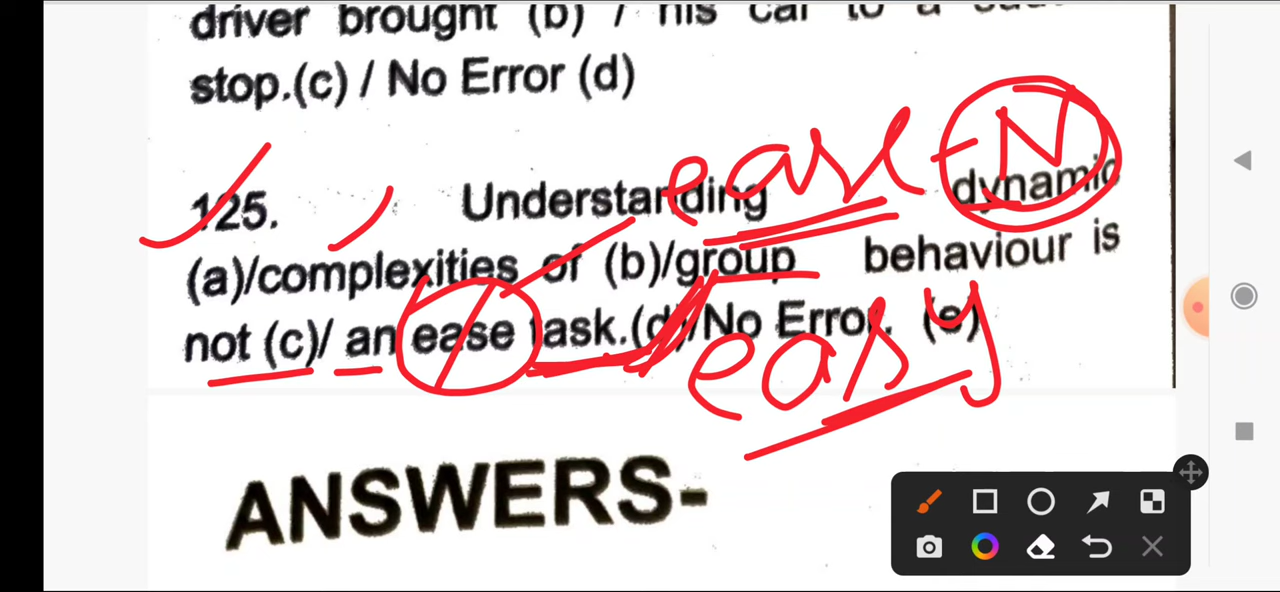 driver brought (b) / his car to a
stop.(c) / No Error (d)
ease - N
125. Understanding dynamic
(a)/complexities of (b)/group behaviour is
not (c)/ an ease task.(d)/No Error. (e)
easy
ANSWERS-